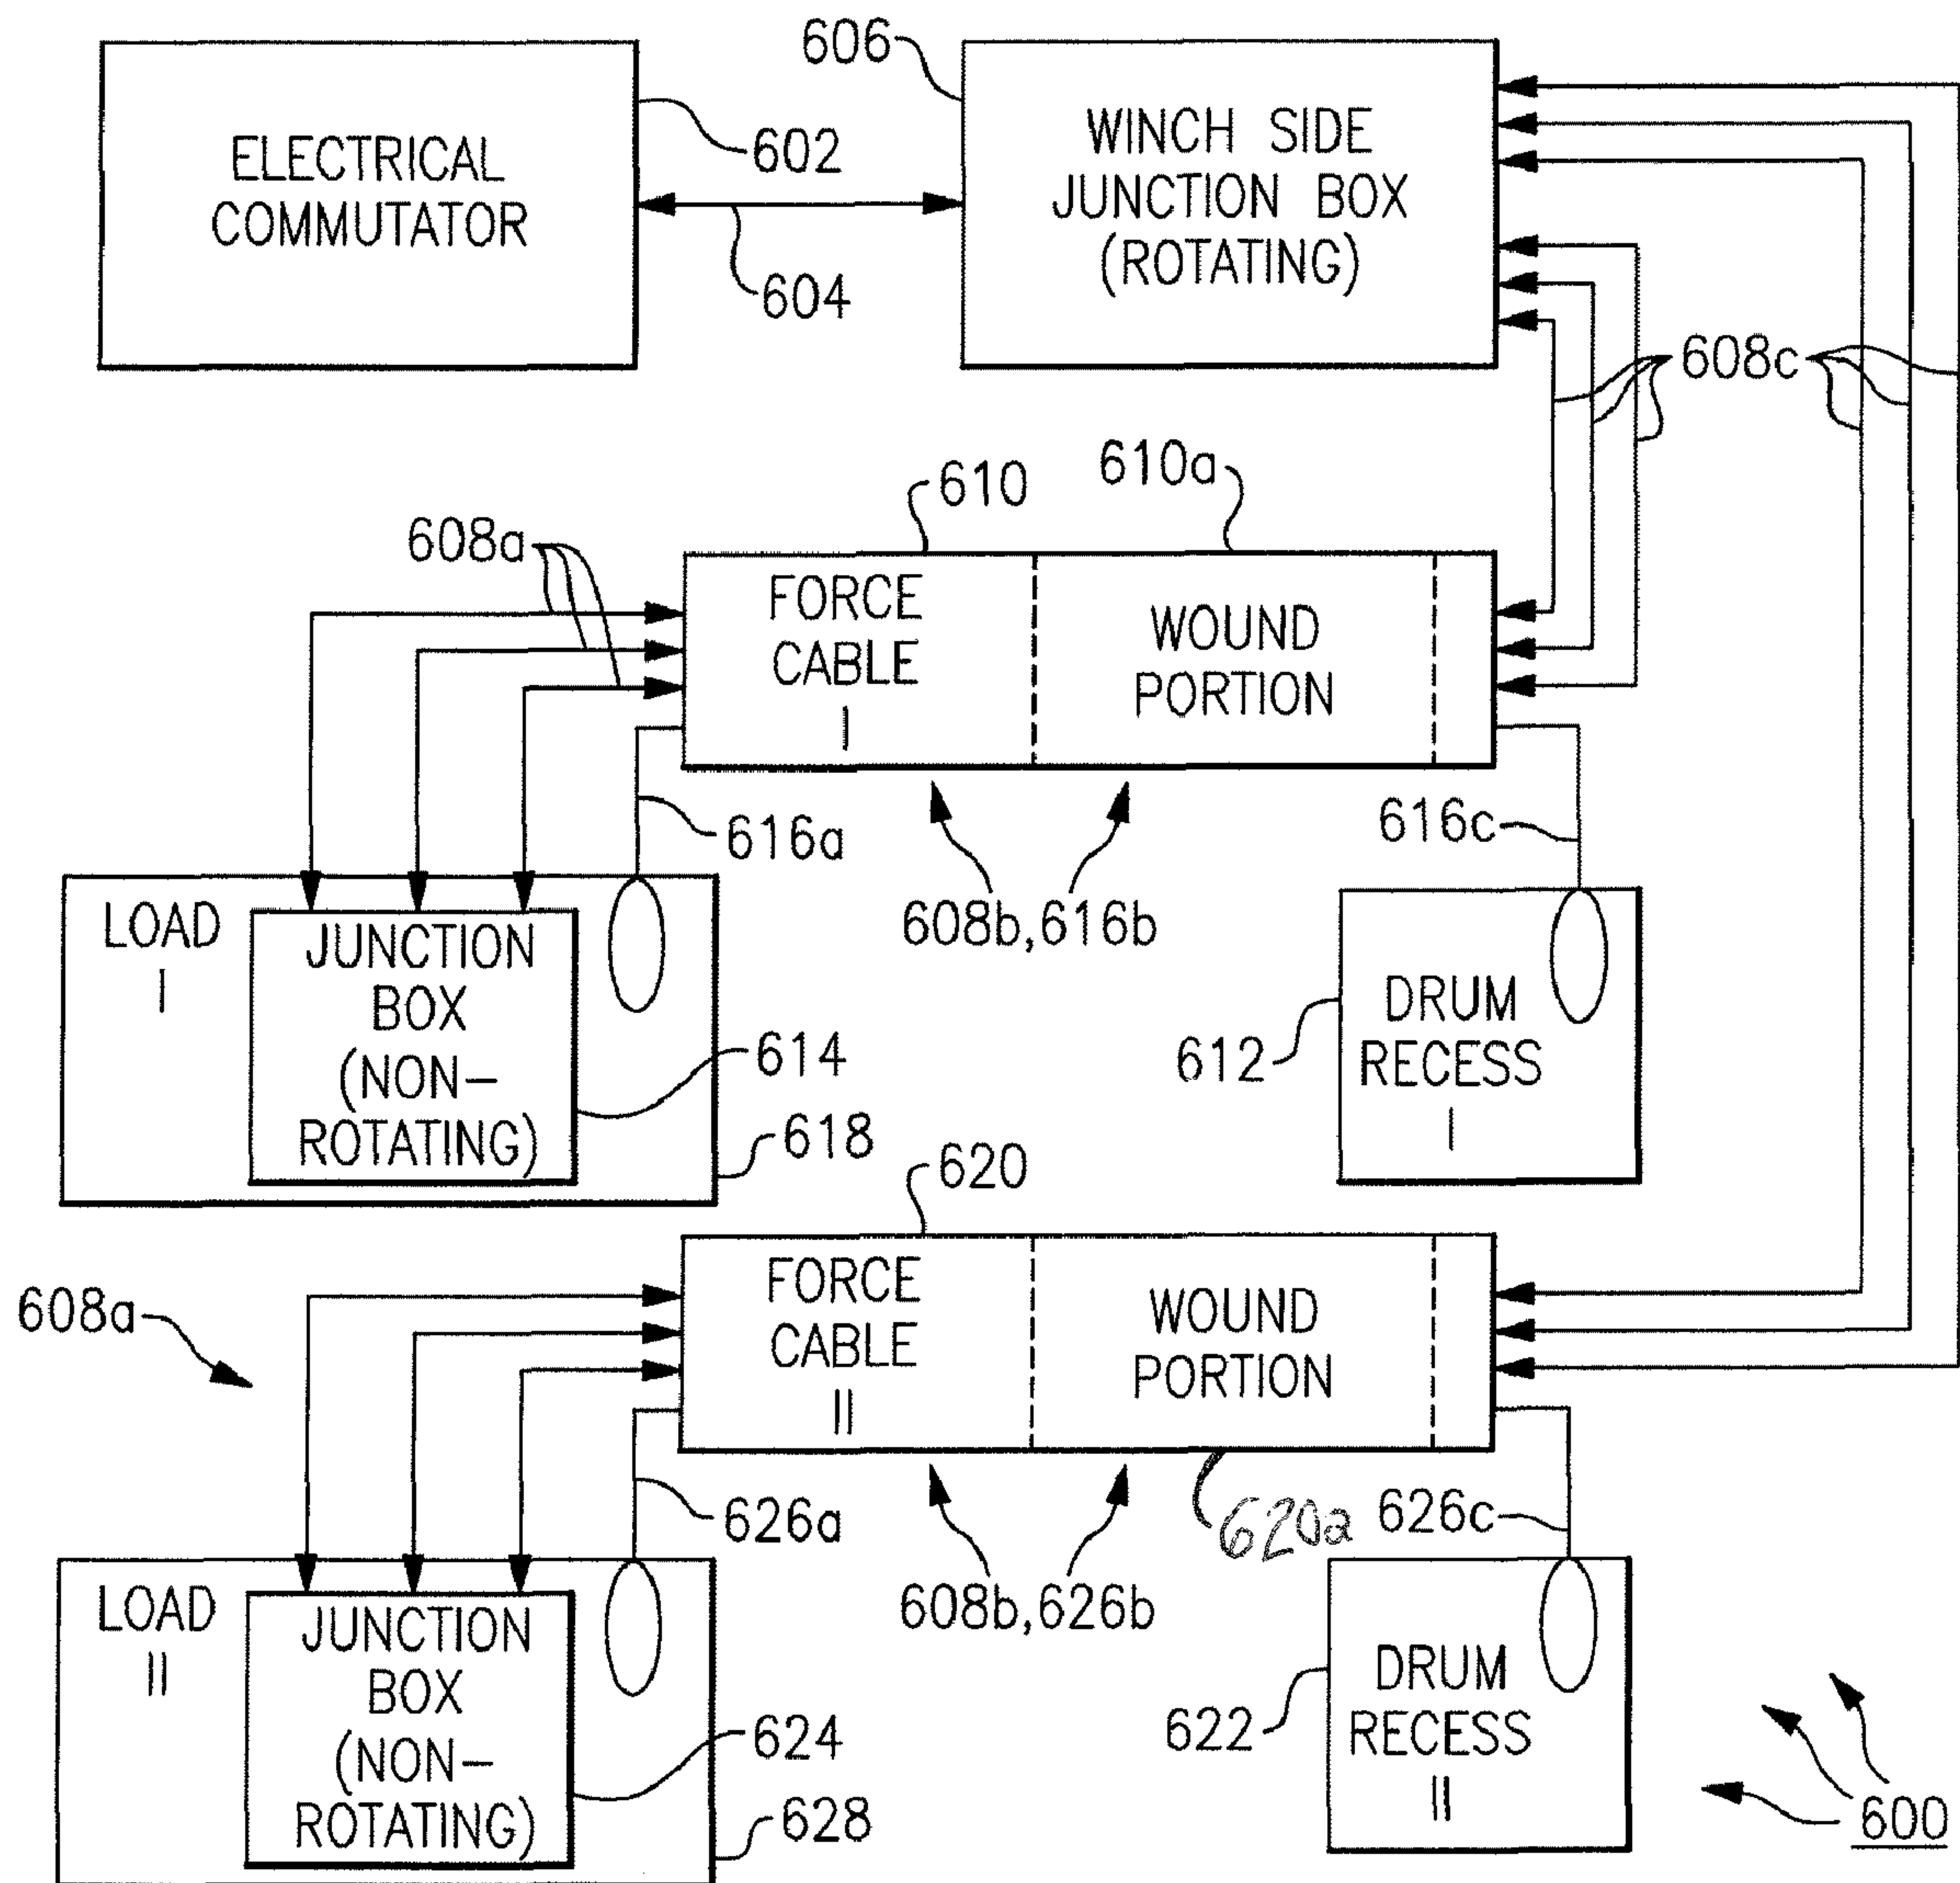 606
ELECTRICAL
COMMUTATOR
602
604
WINCH SIDE
JUNCTION BOX
(ROTATING)
608c
610
610a
608a
FORCE
CABLE
I
WOUND
PORTION
616a
608b,616b
616c
LOAD
I
JUNCTION
BOX
(NON-
ROTATING)
614
618
612
DRUM
RECESS
I
620
608a
FORCE
CABLE
II
WOUND
PORTION
626a
608b,626b
620a
626c
LOAD
II
JUNCTION
BOX
(NON-
ROTATING)
624
628
622
DRUM
RECESS
II
600